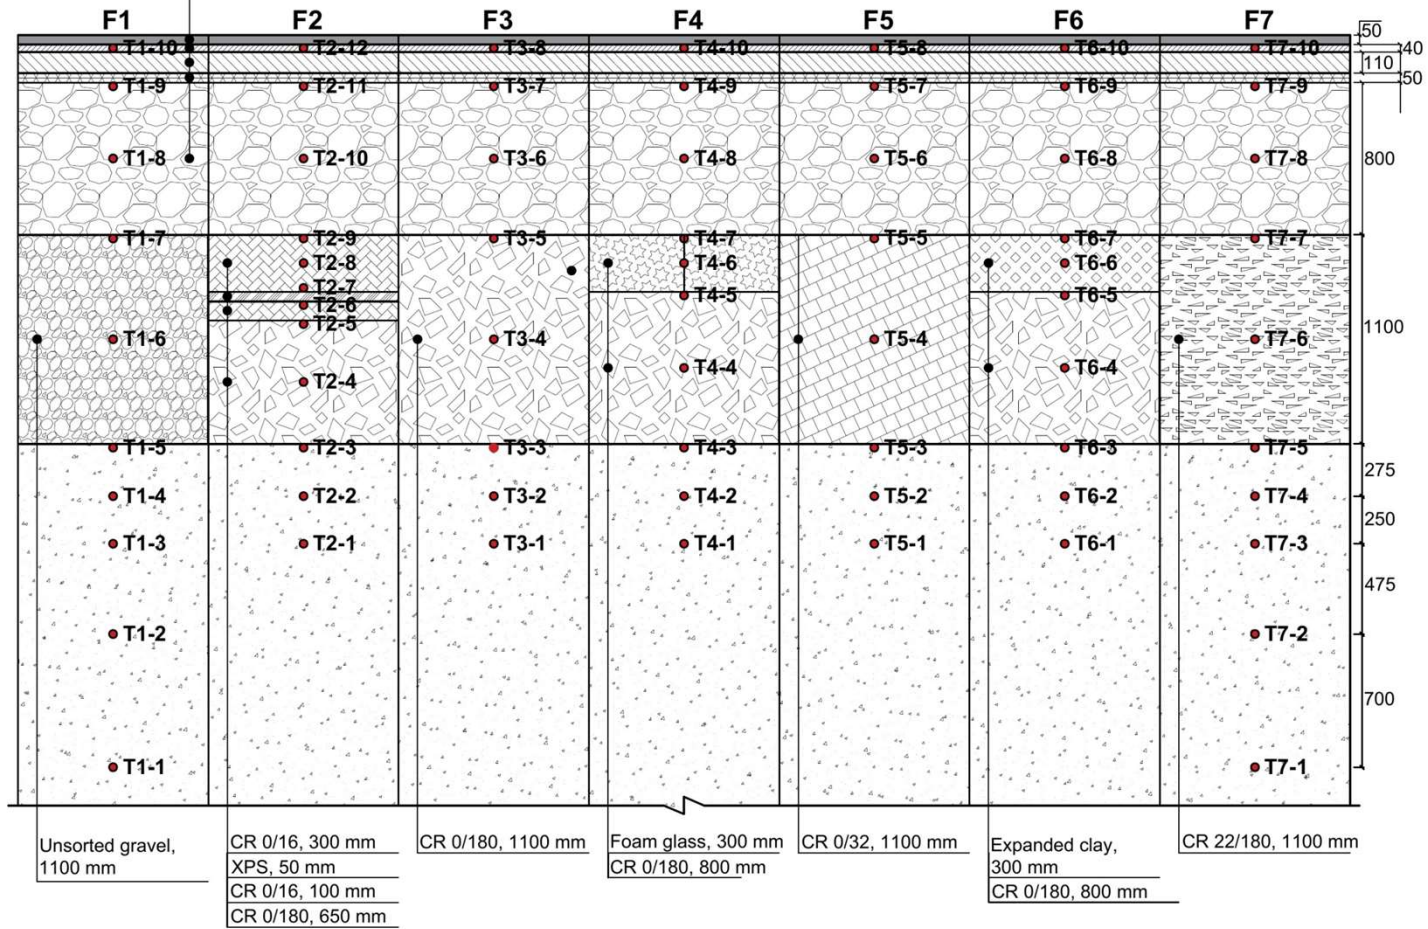 F1 F2 F3 F4 F5 F6 F7
50
T1-10 T2-12 T3-8 T4-10 T5-8 T6-10 T7-10 40
110
50
T1-9 T2-11 T3-7 T4-9 T5-7 T6-9 T7-9
T1-8 T2-10 T3-6 T4-8 T5-6 T6-8 T7-8 800
T1-7 T2-9 T3-5 T4-7 T5-5 T6-7 T7-7
T2-8 T4-6 T6-6
T2-7
T4-5 T6-5
T2-6
T2-5 1100
T1-6 T3-4 T5-4 T7-6
T4-4 T6-4
T2-4
T1-5 T2-3 T3-3 T4-3 T5-3 T6-3 T7-5
275
T1-4 T2-2 T3-2 T4-2 T5-2 T6-2 T7-4
250
T1-3 T2-1 T3-1 T4-1 T5-1 T6-1 T7-3
475
T1-2 T7-2
700
T1-1 T7-1
Unsorted gravel,
1100 mm
CR 0/16, 300 mm
XPS, 50 mm
CR 0/16, 100 mm
CR 0/180, 650 mm
CR 0/180, 1100 mm
Foam glass, 300 mm
CR 0/180, 800 mm
CR 0/32, 1100 mm
Expanded clay,
300 mm
CR 0/180, 800 mm
CR 22/180, 1100 mm